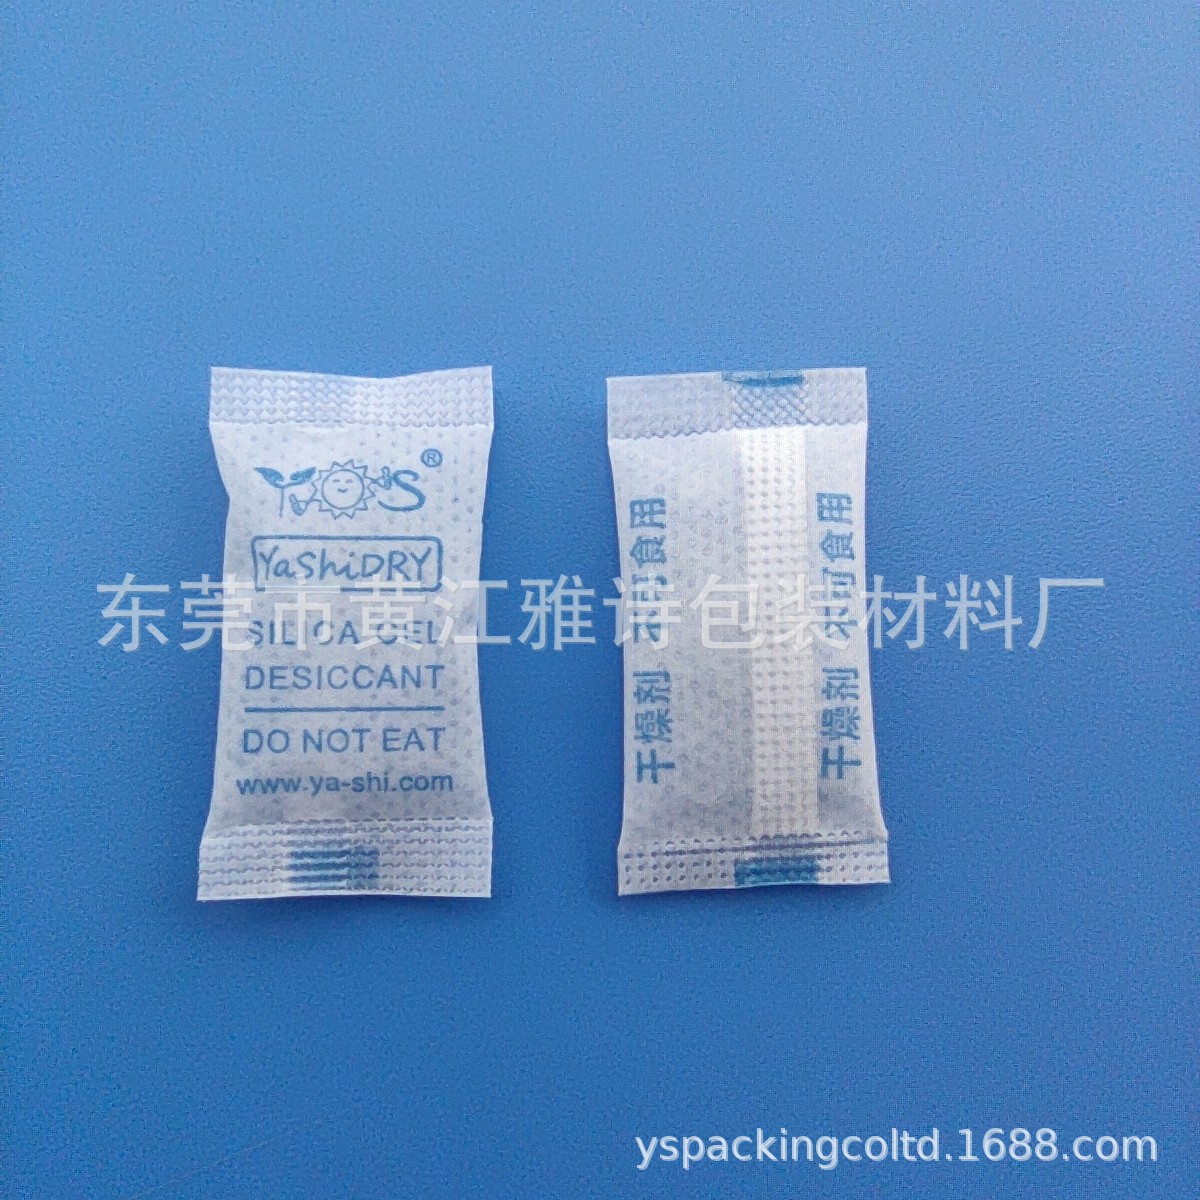 YS®
YaShiDRY
SILICA GEL
DESICCANT
DO NOT EAT
www.ya-shi.com
干燥剂 不可食用
干燥剂 不可食用
东莞市黄江雅诗包装材料厂
yspackingcoltd.1688.com